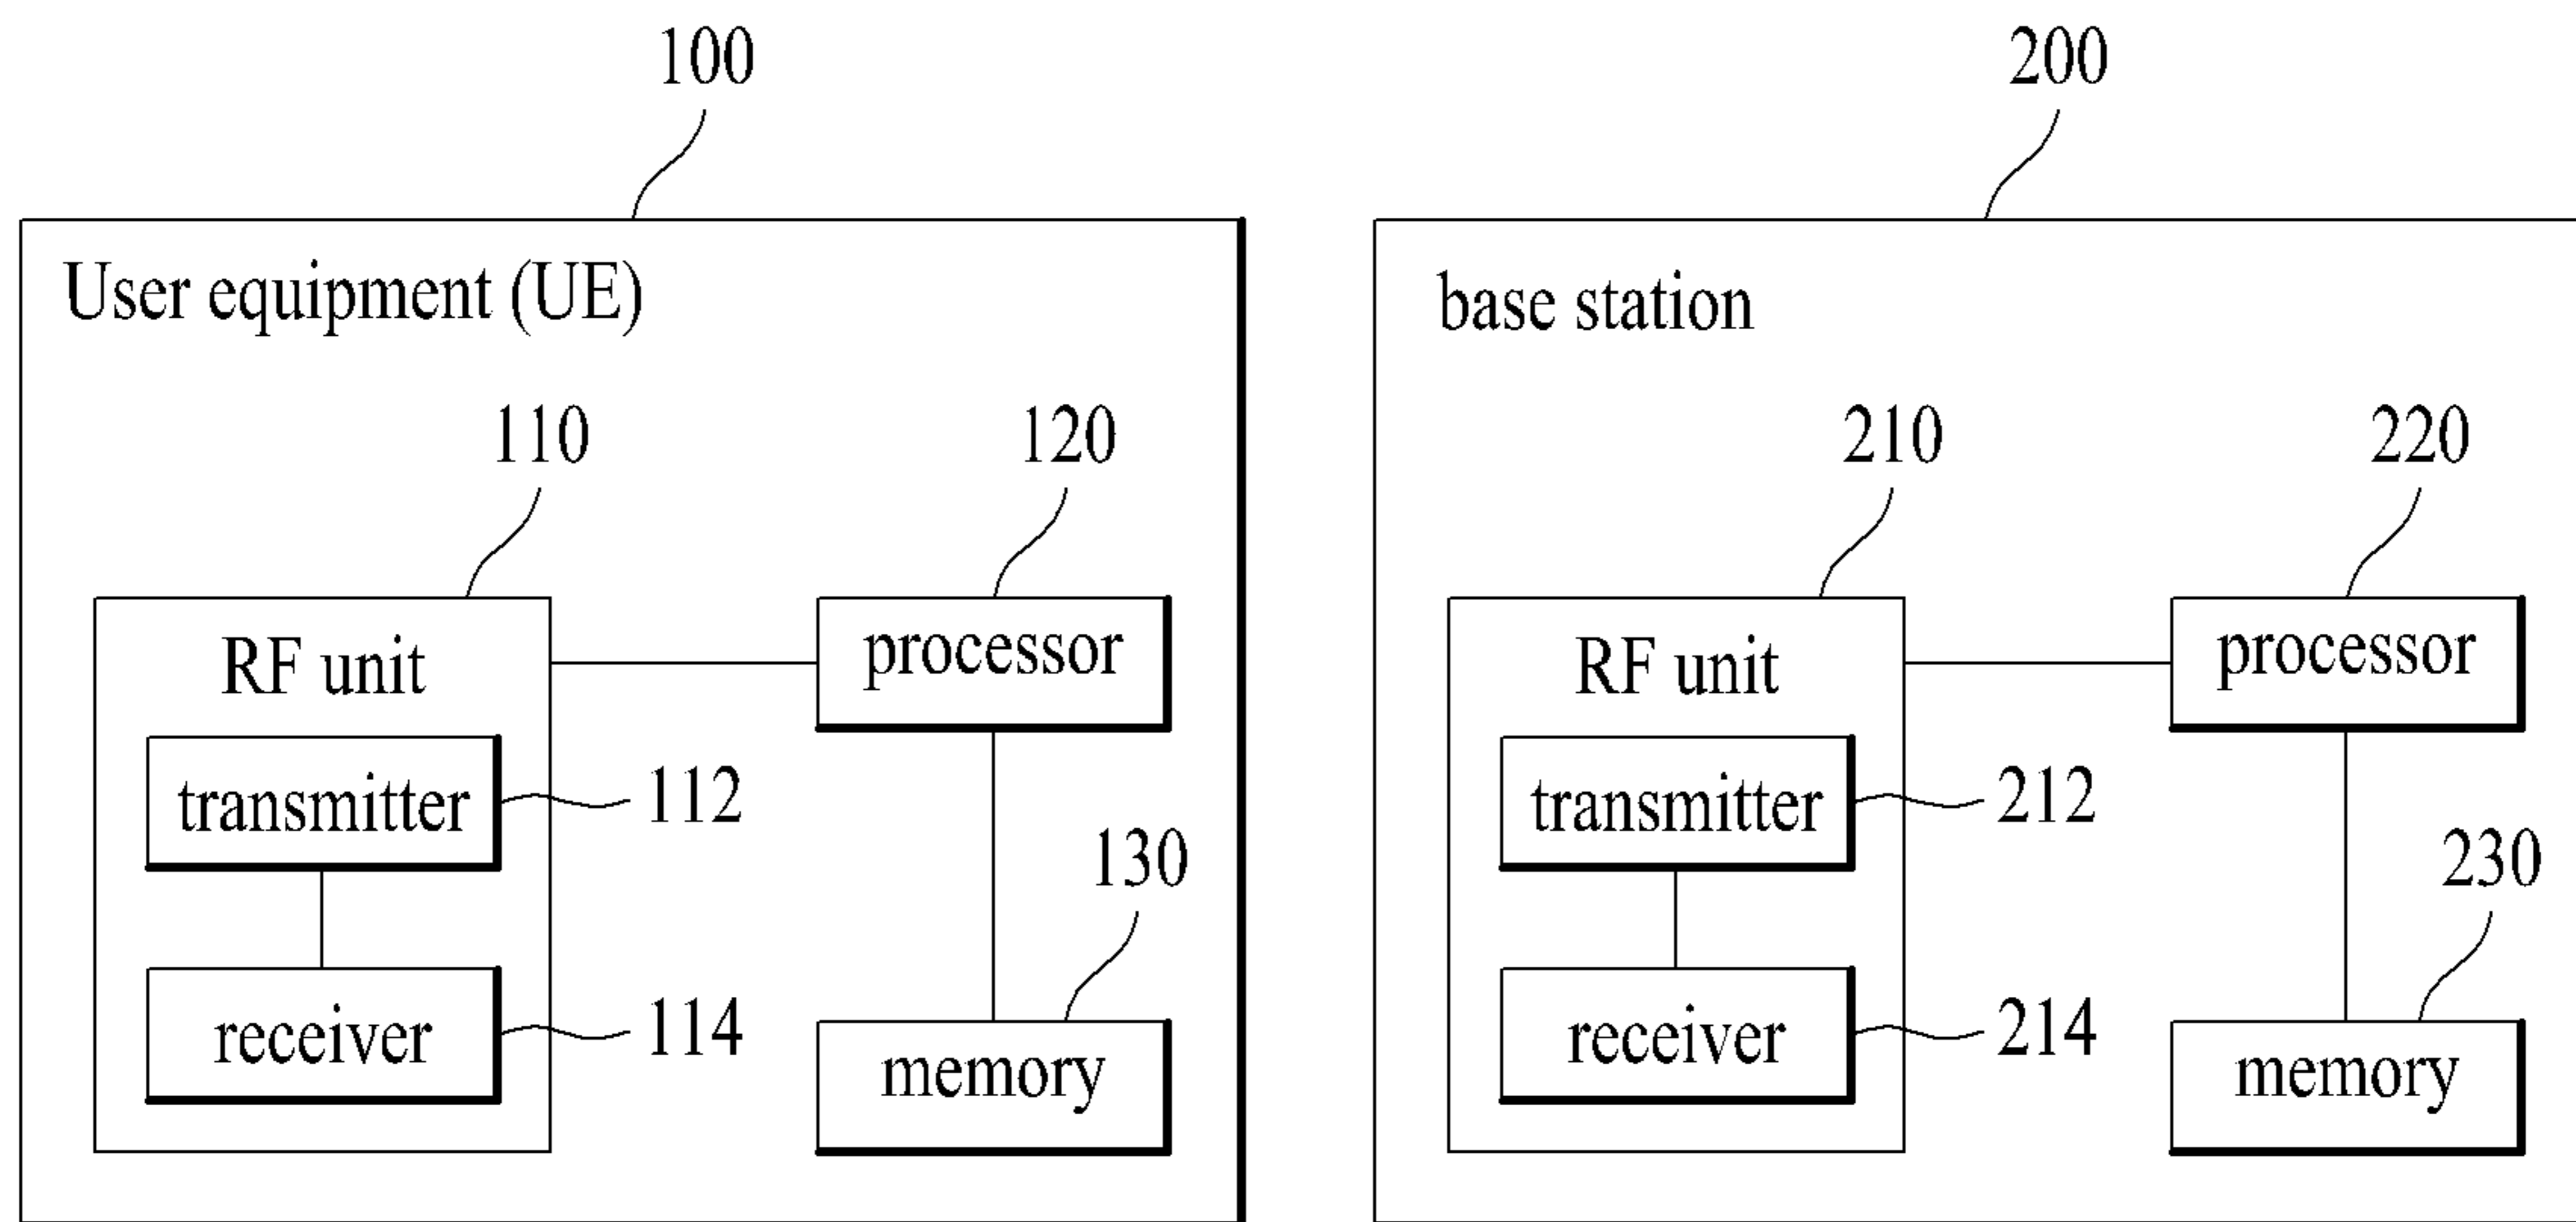 100
User equipment (UE)
110
120
RF unit
processor
transmitter
112
130
receiver
114
memory
200
base station
210
220
RF unit
processor
transmitter
212
230
receiver
214
memory